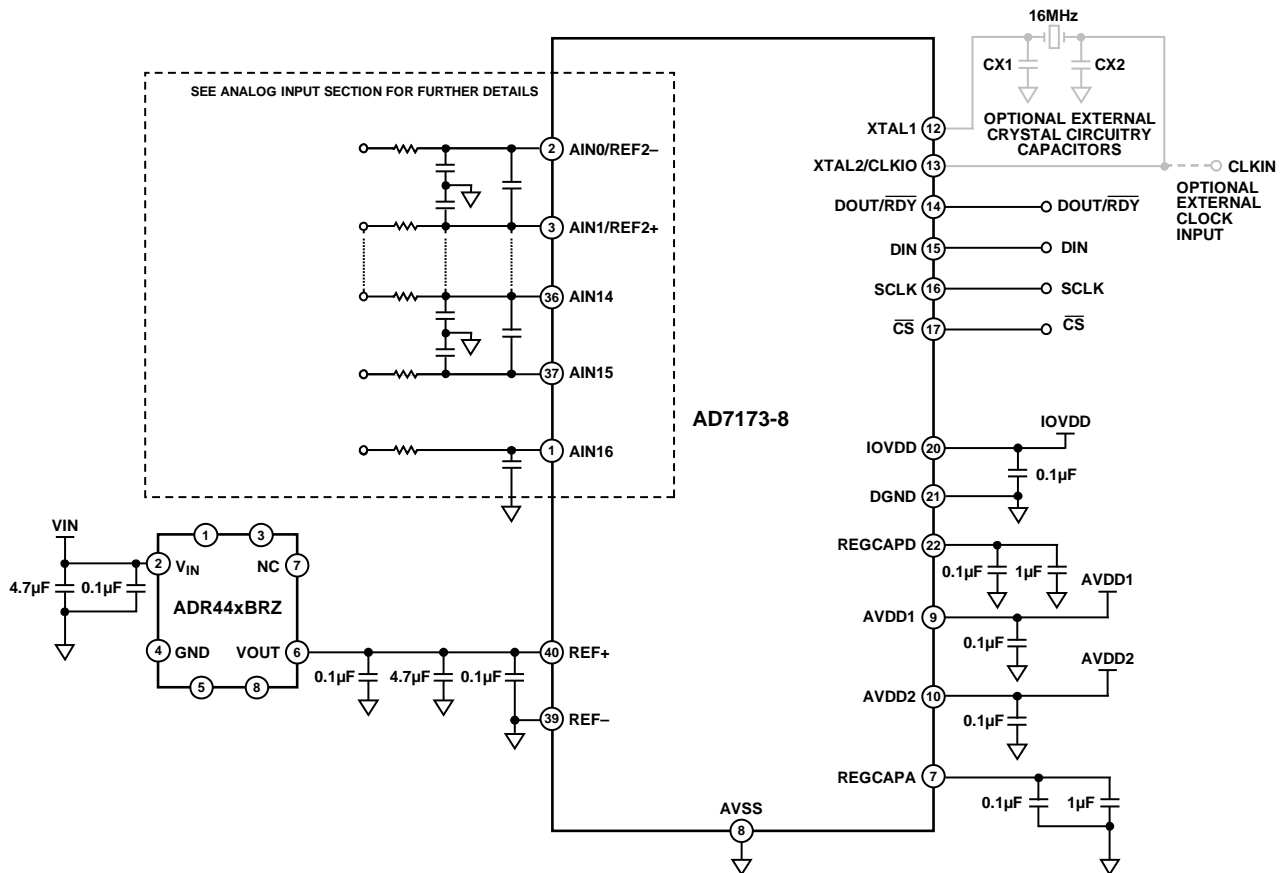 16MHz
CX1
CX2
OPTIONAL EXTERNAL
CRYSTAL CIRCUITRY
CAPACITORS
SEE ANALOG INPUT SECTION FOR FURTHER DETAILS
XTAL1
12
XTAL2/CLKIO
13
CLKIN
OPTIONAL
EXTERNAL
CLOCK
INPUT
2
AIN0/REF2–
3
AIN1/REF2+
36
AIN14
37
AIN15
1
AIN16
DOUT/RDY
14
DOUT/RDY
DIN
15
DIN
SCLK
16
SCLK
CS
17
CS
AD7173-8
IOVDD
IOVDD
20
0.1µF
DGND
21
REGCAPD
22
0.1µF
1µF
AVDD1
AVDD1
9
0.1µF
AVDD2
AVDD2
10
0.1µF
REGCAPA
7
0.1µF
1µF
VIN
4.7µF
0.1µF
1
3
2
VIN
NC
7
ADR44xBRZ
4
GND
VOUT
6
5
8
0.1µF
4.7µF
0.1µF
40
REF+
39
REF–
AVSS
8